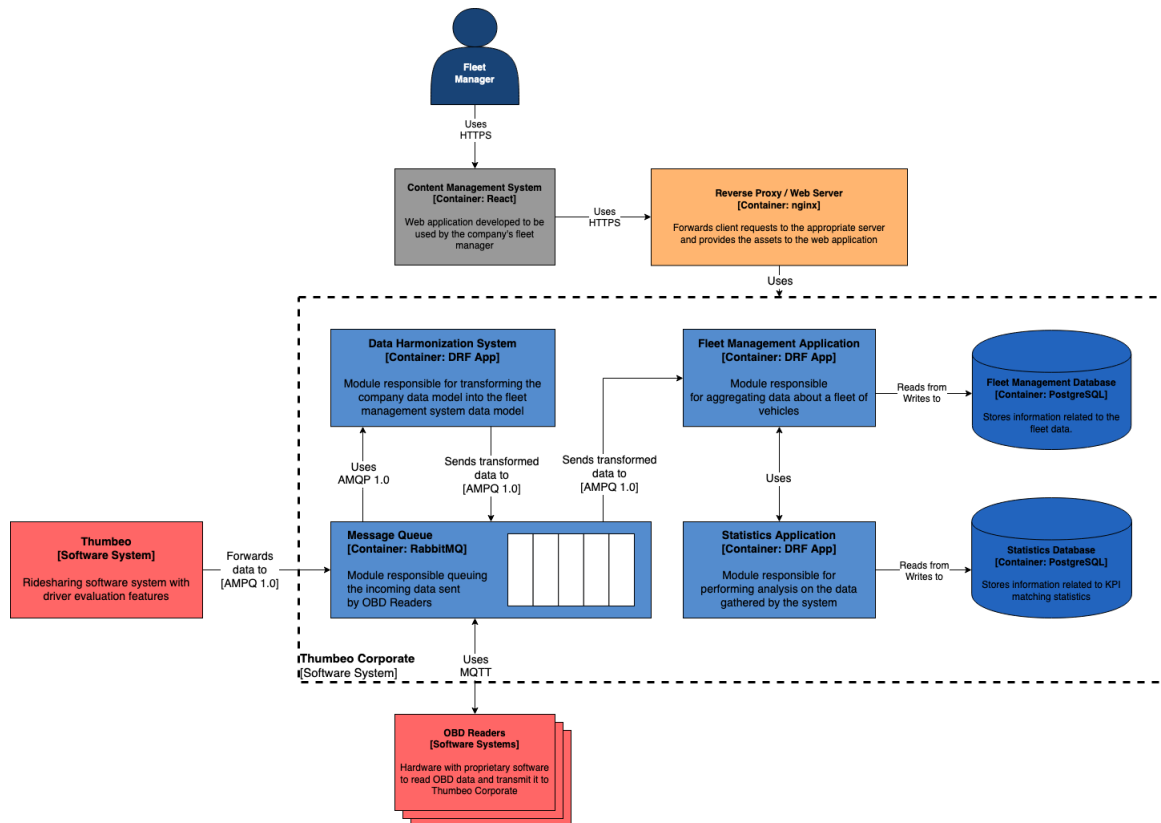 Fleet
Manager
Uses
HTTPS
Content Management System
[Container: React]
Web application developed to be
used by the company's fleet
manager
Uses
HTTPS
Reverse Proxy / Web Server
[Container: nginx]
Forwards client requests to the appropriate server
and provides the assets to the web application
Uses
Data Harmonization System
[Container: DRF App]
Module responsible for transforming the
company data model into the fleet
management system data model
Fleet Management Application
[Container: DRF App]
Module responsible
for aggregating data about a fleet of
vehicles
Reads from
Writes to
Fleet Management Database
[Container: PostgreSQL]
Stores information related to the
fleet data.
Uses
AMQP 1.0
Sends transformed
data to
[AMPQ 1.0]
Sends transformed
data to
[AMPQ 1.0]
Uses
Thumbeo
[Software System]
Ridesharing software system with
driver evaluation features
Forwards
data to
[AMPQ 1.0]
Message Queue
[Container: RabbitMQ]
Module responsible queuing
the incoming data sent
by OBD Readers
Statistics Application
[Container: DRF App]
Module responsible for
performing analysis on the data
gathered by the system
Reads from
Writes to
Statistics Database
[Container: PostgreSQL]
Stores information related to KPI
matching statistics
Thumbeo Corporate
[Software System]
Uses
MQTT
OBD Readers
[Software Systems]
Hardware with proprietary software
to read OBD data and transmit it to
Thumbeo Corporate